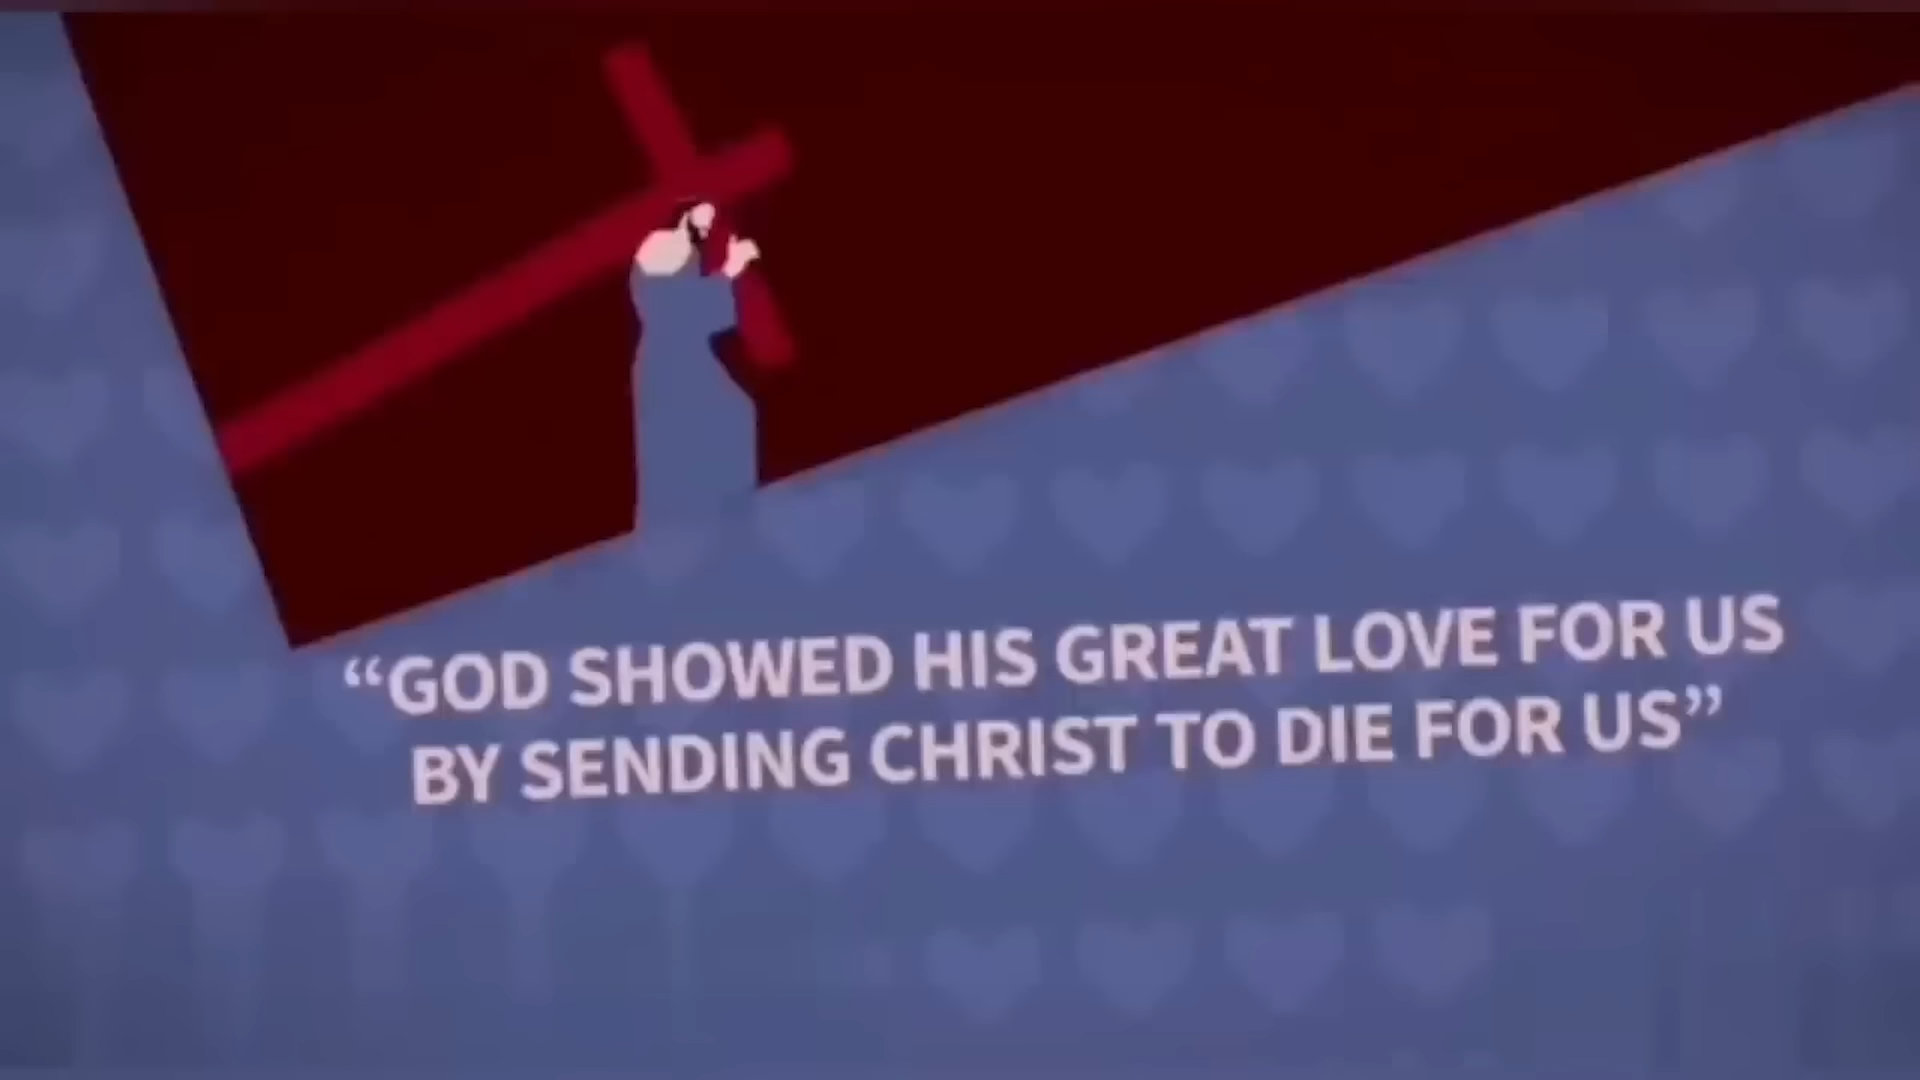 “GOD SHOWED HIS GREAT LOVE FOR US
BY SENDING CHRIST TO DIE FOR US”